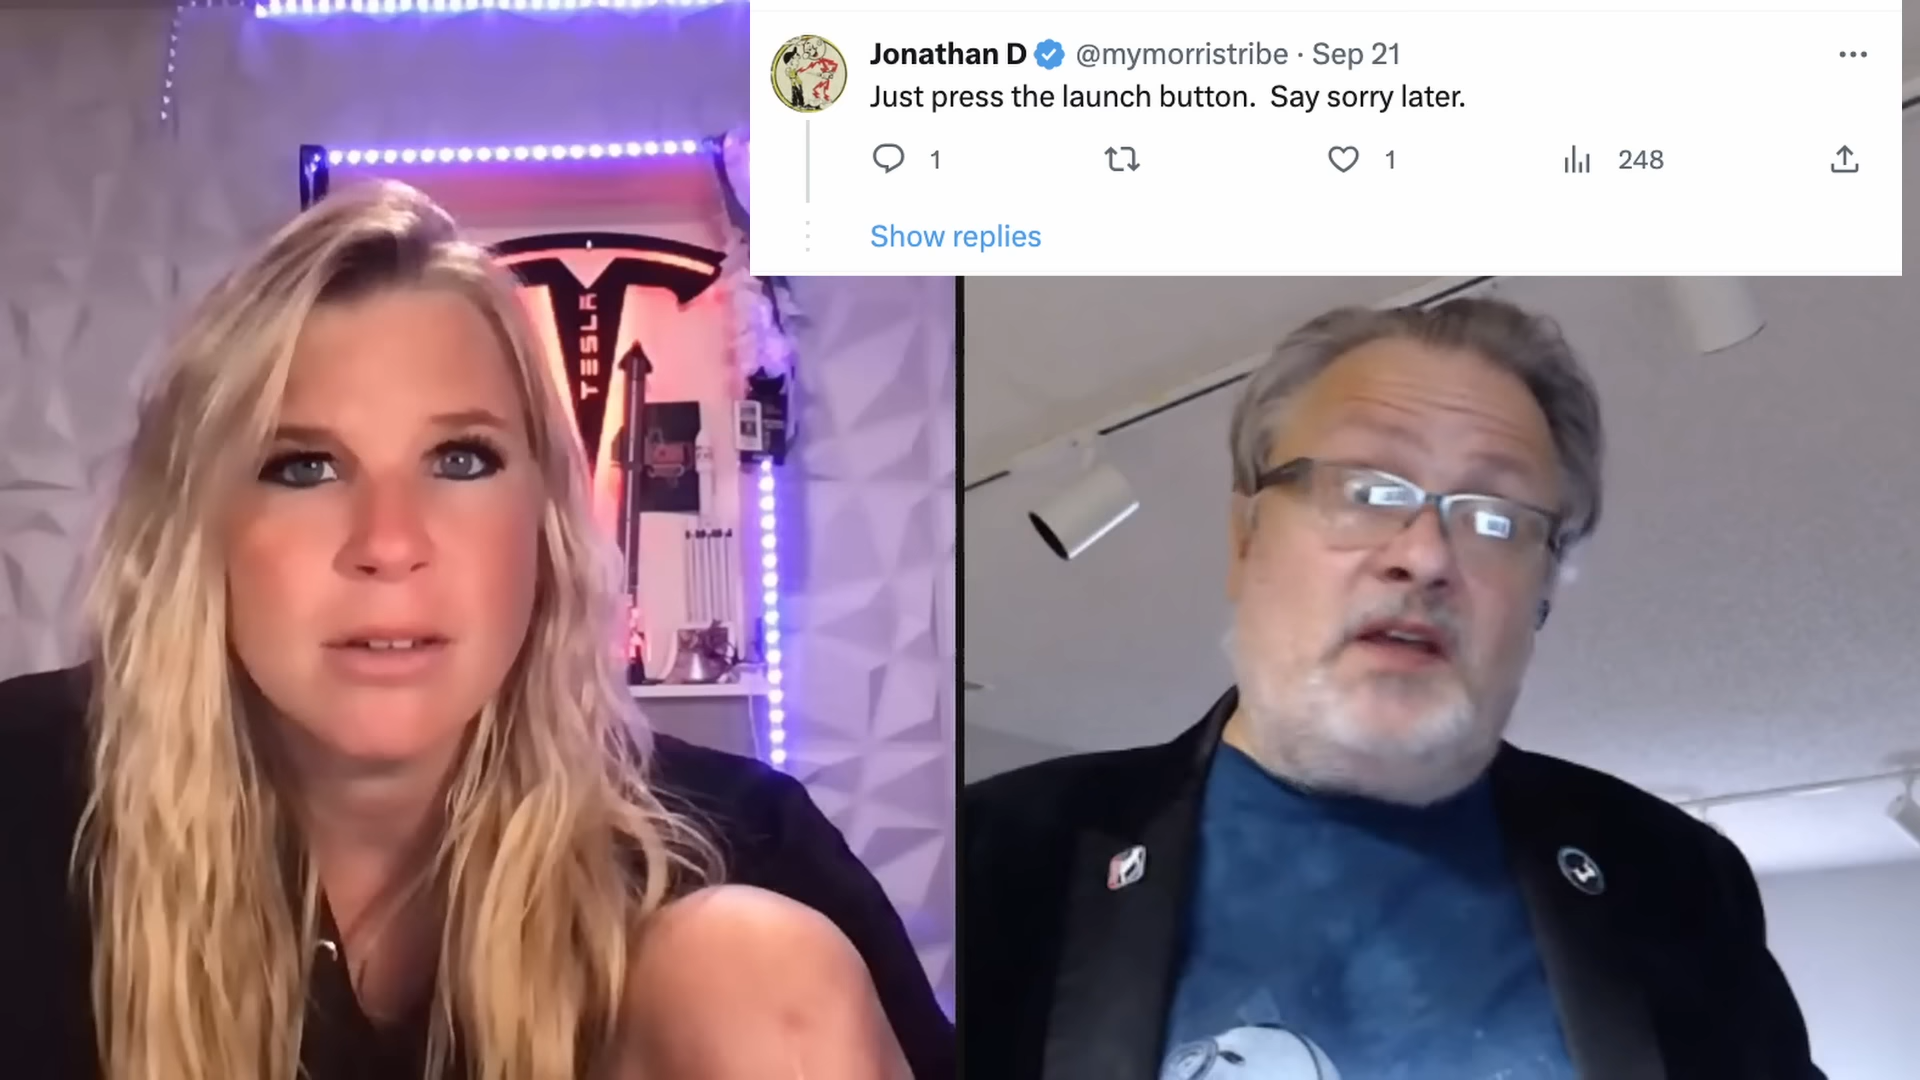 Jonathan D @mymorristribe · Sep 21
Just press the launch button. Say sorry later.
1 1 248
Show replies
TESLA